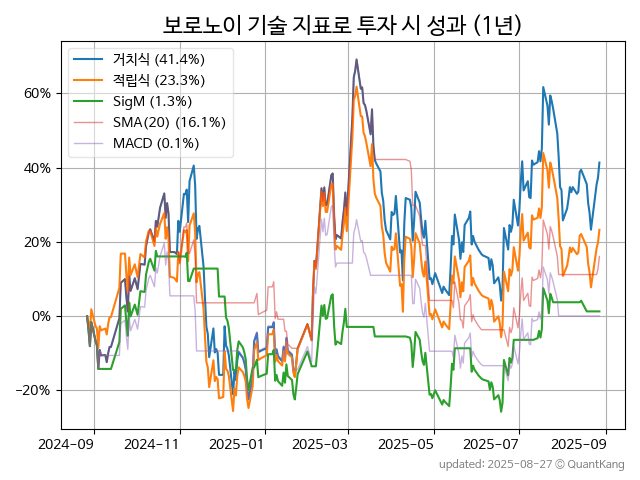 보로노이 기술 지표로 투자 시 성과 (1년)
거치식 (41.4%)
적립식 (23.3%)
SigM (1.3%)
SMA(20) (16.1%)
MACD (0.1%)
60%
40%
20%
0%
−20%
2024-09 2024-11 2025-01 2025-03 2025-05 2025-07 2025-09
updated: 2025-08-27 © QuantKang